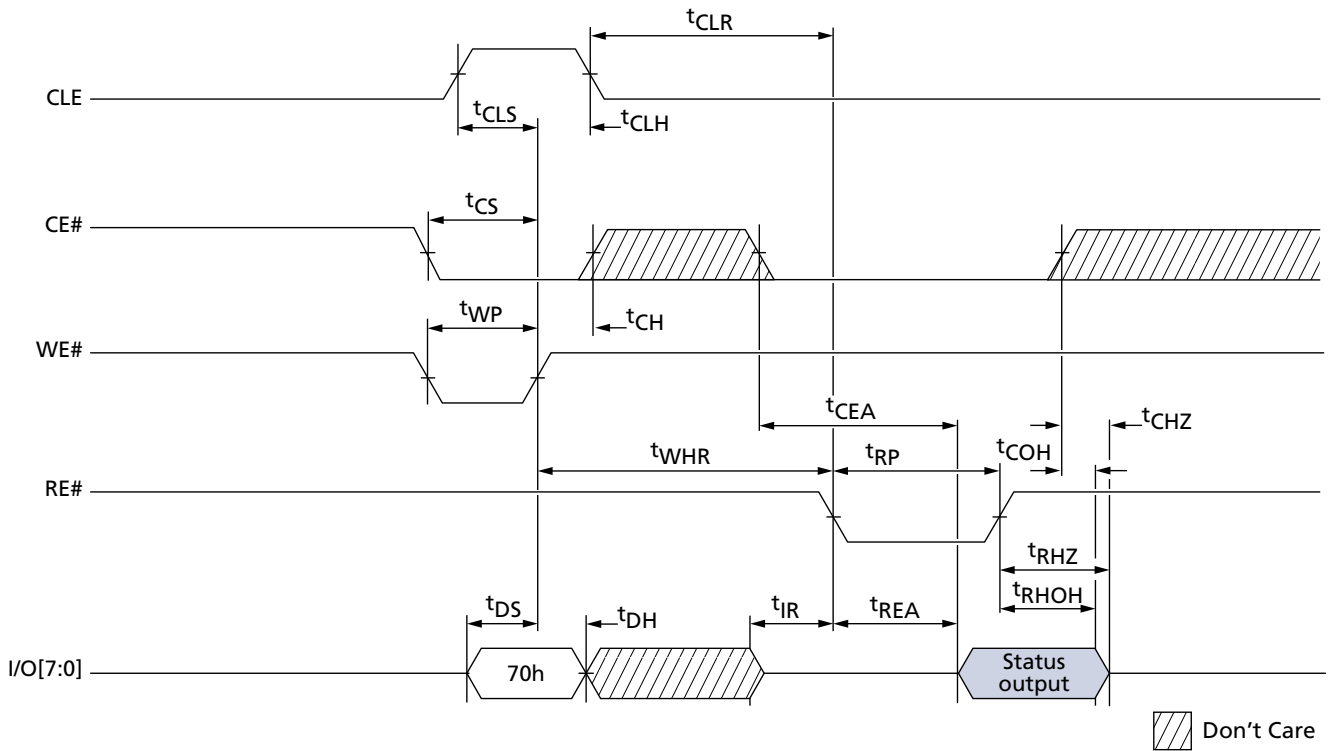 tCLR
CLE
tCLS
tCLH
tCS
CE#
tWP
tCH
WE#
tCEA
tCHZ
tWHR
tRP
tCOH
RE#
tRHZ
tRHOH
tDS
tDH
tIR
tREA
I/O[7:0]
70h
Status
output
Don't Care